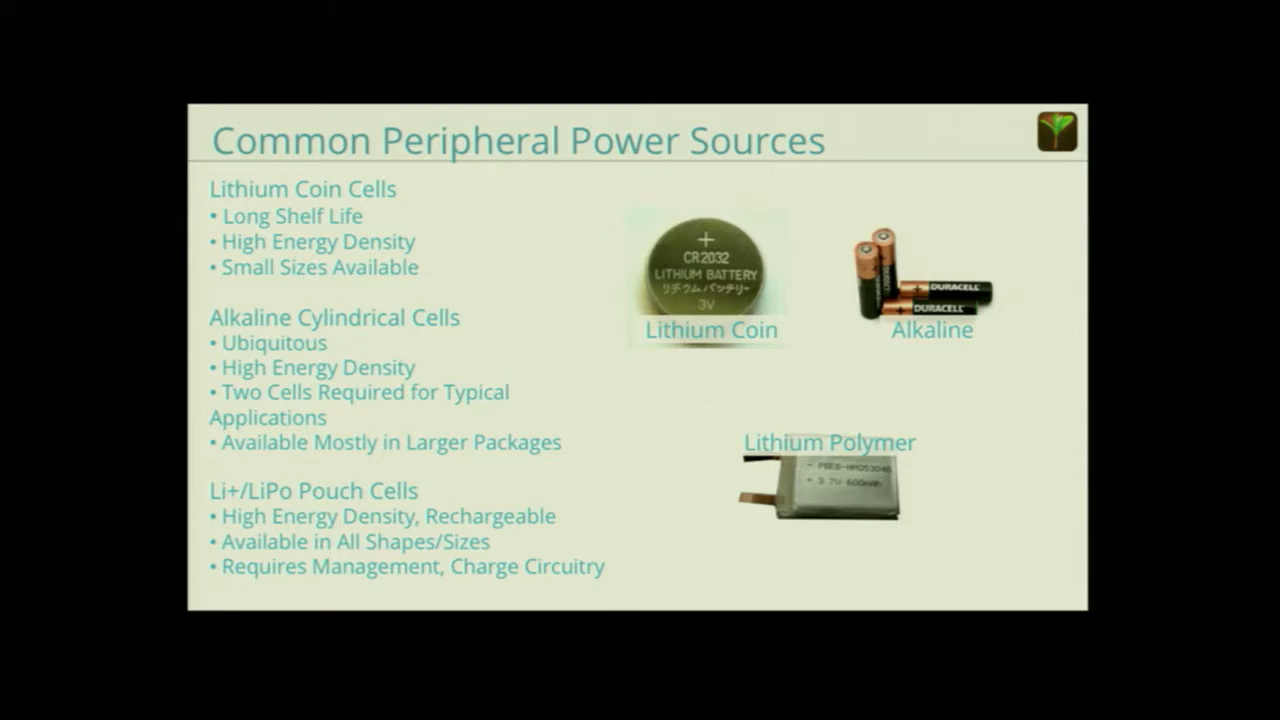 Common Peripheral Power Sources
Lithium Coin Cells
• Long Shelf Life
• High Energy Density
• Small Sizes Available
Alkaline Cylindrical Cells
• Ubiquitous
• High Energy Density
• Two Cells Required for Typical
Applications
• Available Mostly in Larger Packages
Li+/LiPo Pouch Cells
• High Energy Density, Rechargeable
• Available in All Shapes/Sizes
• Requires Management, Charge Circuitry
+
CR2032
LITHIUM BATTERY
リチウムバッテリー
3V
Lithium Coin
DURACELL
DURACELL
Alkaline
Lithium Polymer
3.7V 600mAh